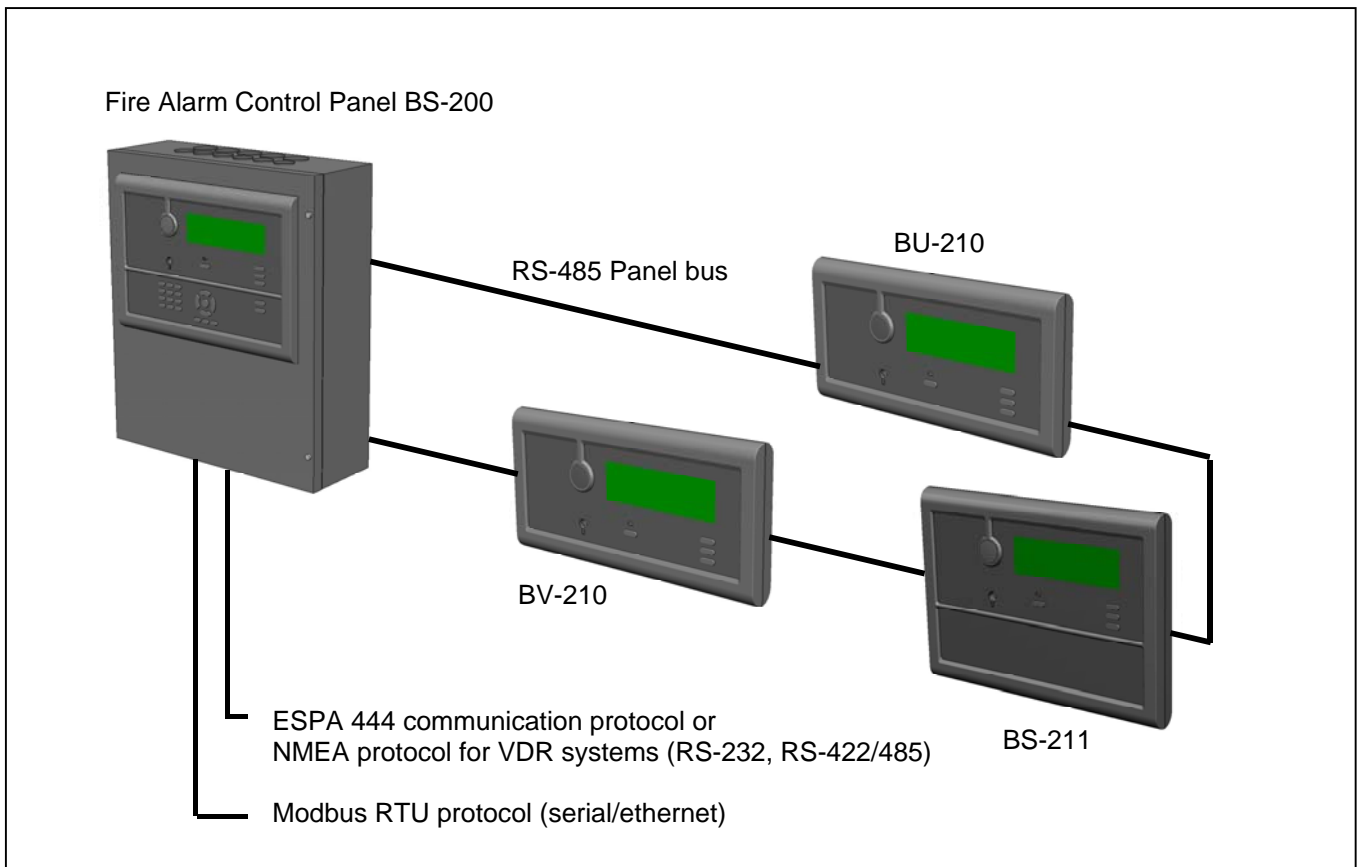 Fire Alarm Control Panel BS-200
RS-485 Panel bus
BU-210
BV-210
BS-211
ESPA 444 communication protocol or
NMEA protocol for VDR systems (RS-232, RS-422/485)
Modbus RTU protocol (serial/ethernet)